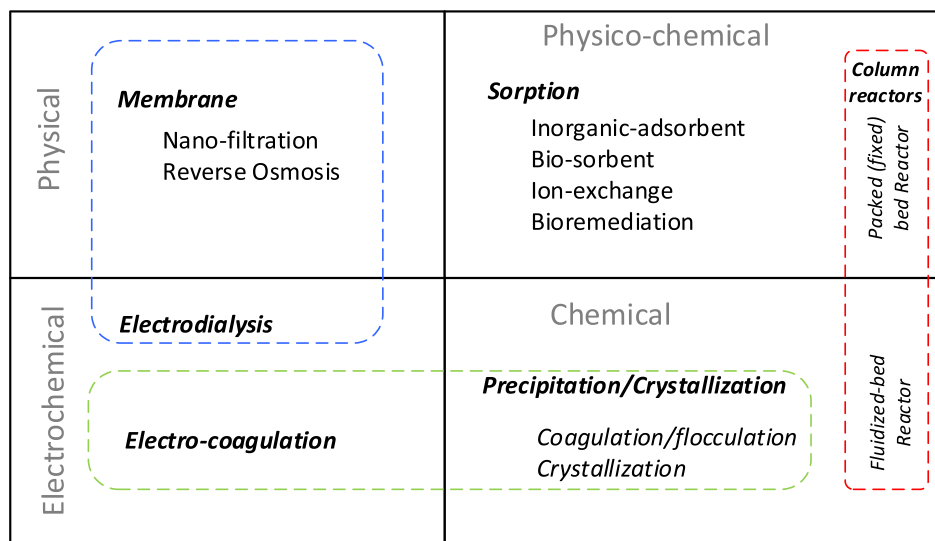 Physical
Membrane
Nano-filtration
Reverse Osmosis
Physico-chemical
Sorption
Inorganic-adsorbent
Bio-sorbent
Ion-exchange
Bioremediation
Column
reactors
Packed (fixed)
bed Reactor
Electrochemical
Electrodialysis
Electro-coagulation
Chemical
Precipitation/Crystallization
Coagulation/flocculation
Crystallization
Fluidized-bed
Reactor